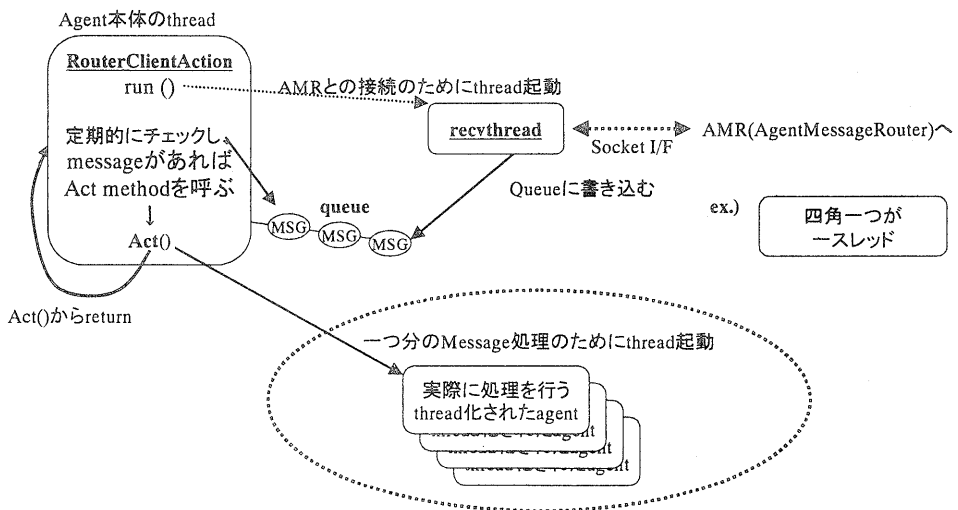 Agent本体のthread
RouterClientAction
run ()
AMRとの接続のためにthread起動
recvthread
Socket I/F
AMR(AgentMessageRouter)へ
定期的にチェックし、
messageがあれば
Act methodを呼ぶ
↓
Act()
queue
MSG
MSG
MSG
Queueに書き込む
ex.)
四角一つが
一スレッド
Act()からreturn
一つ分のMessage処理のためにthread起動
実際に処理を行う
thread化されたagent